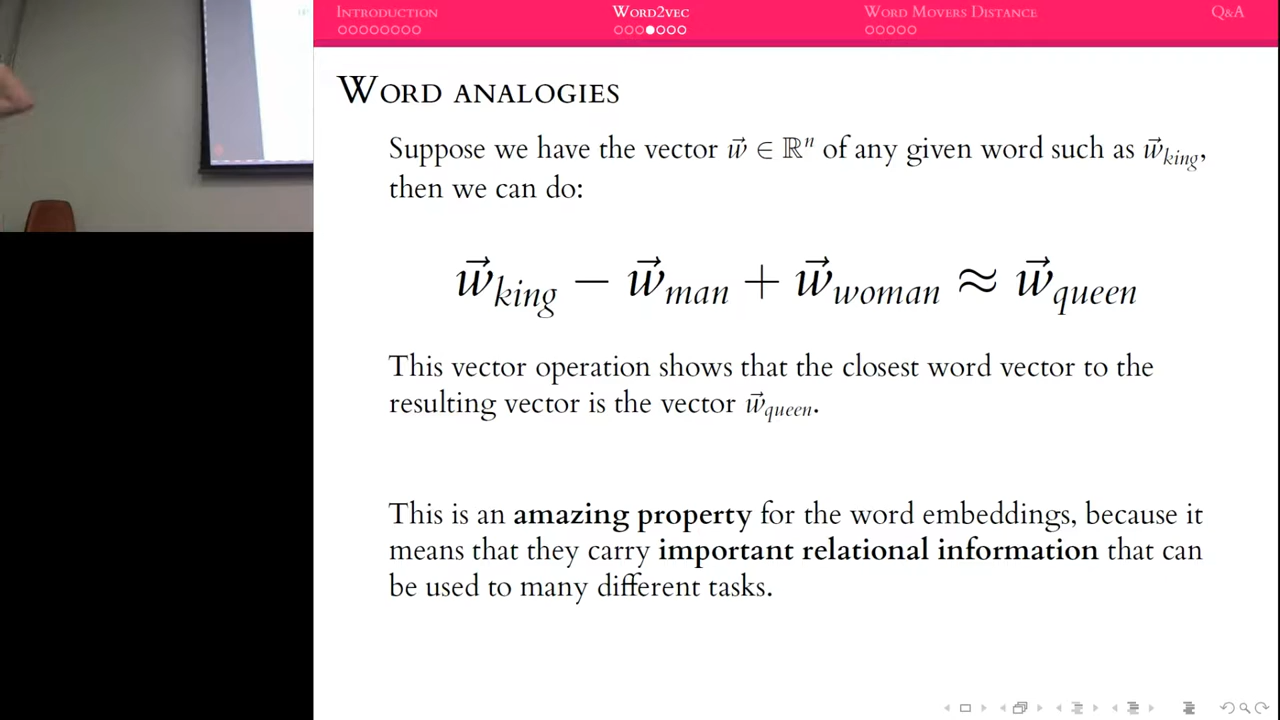 Introduction Word2vec Word Movers Distance Q&A
Word analogies
Suppose we have the vector w⃗ ∈ ℝⁿ of any given word such as w⃗king,
then we can do:
w⃗king − w⃗man + w⃗woman ≈ w⃗queen
This vector operation shows that the closest word vector to the
resulting vector is the vector w⃗queen.
This is an amazing property for the word embeddings, because it
means that they carry important relational information that can
be used to many different tasks.